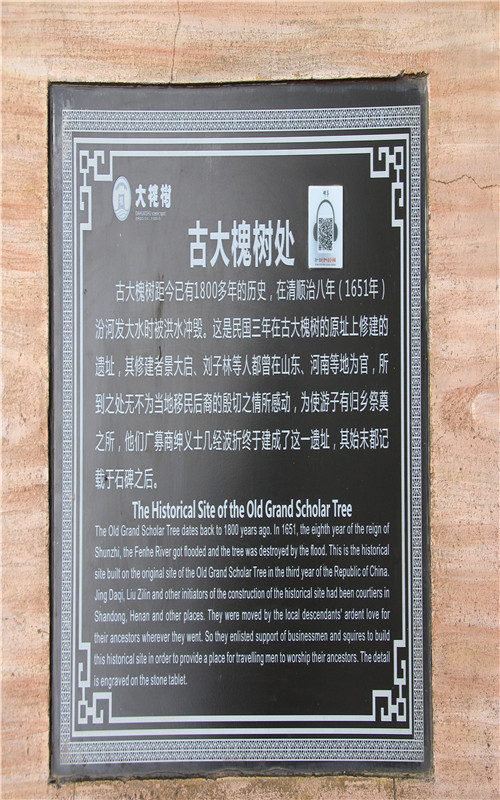 大槐树
古大槐树处
古大槐树距今已有1800多年的历史，在清顺治八年（1651年）
汾河发大水时被洪水冲毁。这是民国三年在古大槐树的原址上修建的
遗址，其修建者景大启、刘子林等人都曾在山东、河南等地为官，所
到之处无不为当地移民后裔的殷切之情所感动，为使游子有归乡祭奠
之所，他们广募商绅义士几经波折终于建成了这一遗址，其始末都记
载于石碑之后。
The Historical Site of the Old Grand Scholar Tree
The Old Grand Scholar Tree dates back to 1800 years ago. In 1651, the eighth year of the reign of
Shunzhi, the Fenhe River got flooded and the tree was destroyed by the flood. This is the historical
site built on the original site of the Old Grand Scholar Tree in the third year of the Republic of China.
Jing Daqi, Liu Zilin and other initiators of the construction of the historical site had been courtiers in
Shandong, Henan and other places. They were moved by the local descendants' ardent love for
their ancestors wherever they went. So they enlisted support of businessmen and squires to build
this historical site in order to provide a place for travelling men to worship their ancestors. The detail
is engraved on the stone tablet.